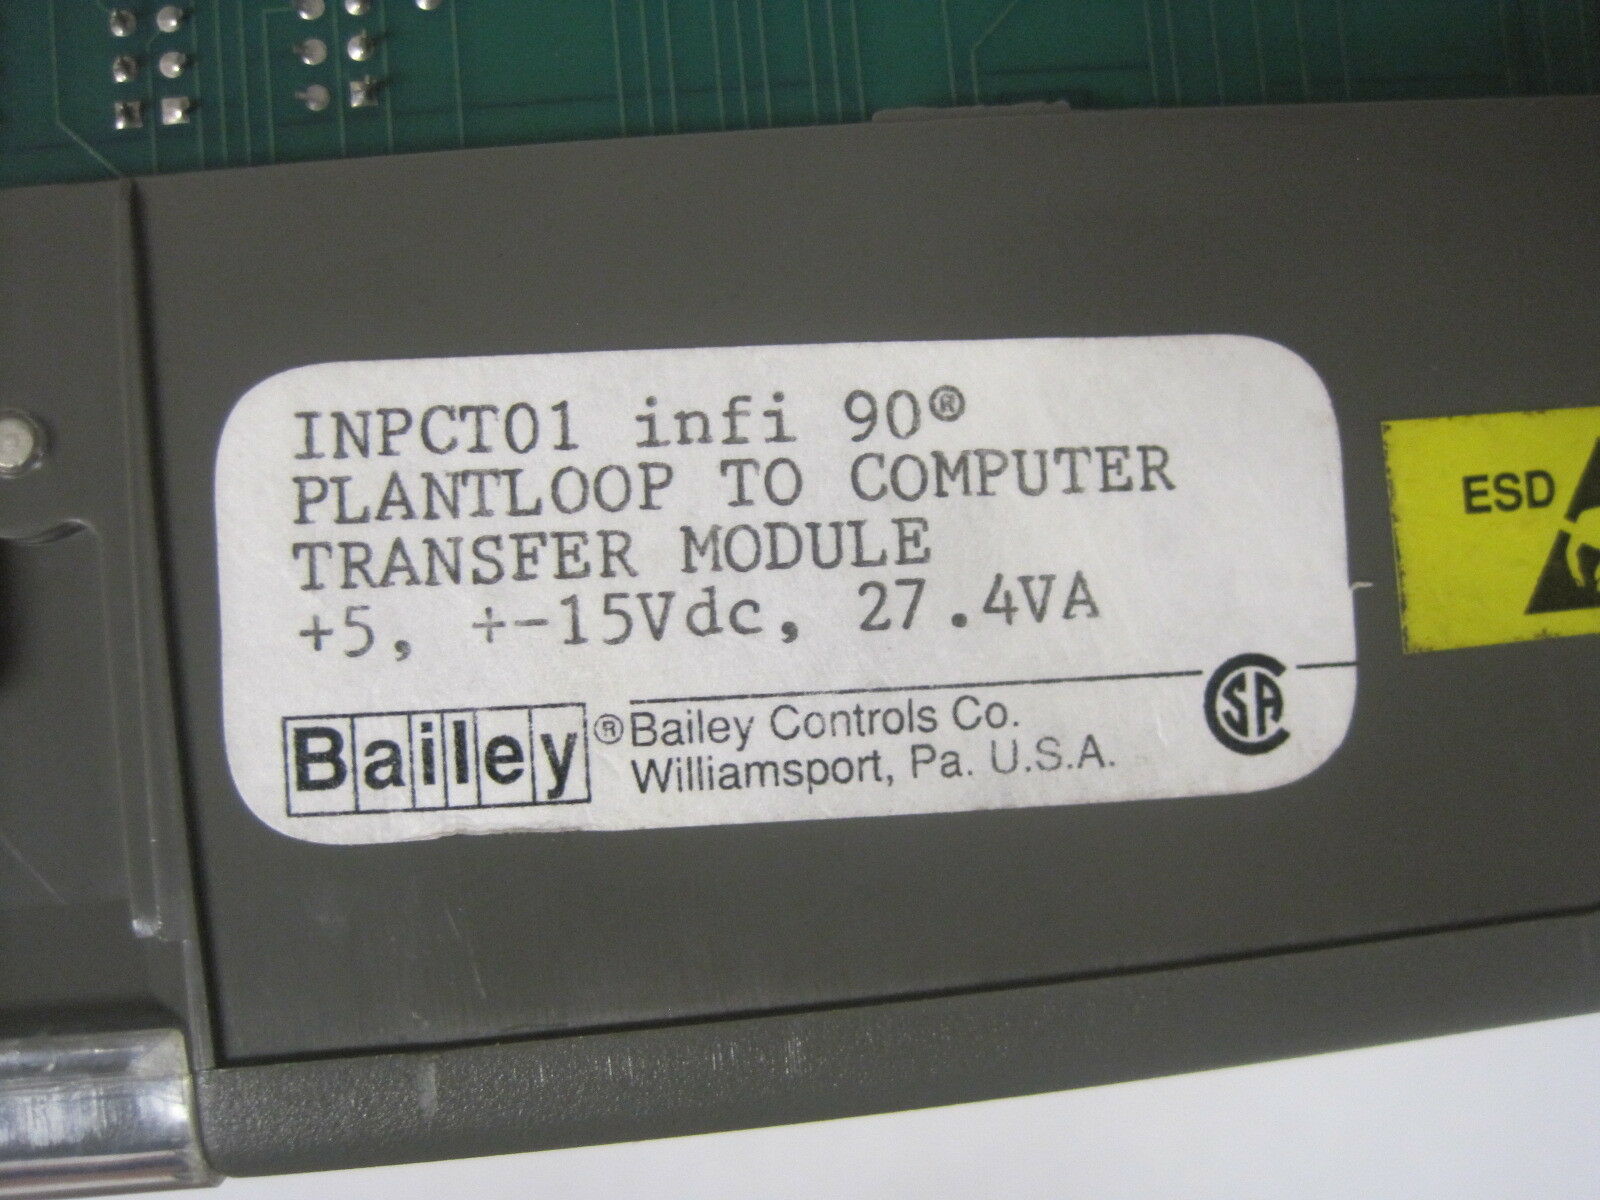 INPCT01 infi 90®
PLANTLOOP TO COMPUTER
TRANSFER MODULE
+5, +-15Vdc, 27.4VA
Bailey® Bailey Controls Co.
Williamsport, Pa. U.S.A.
CSA
ESD